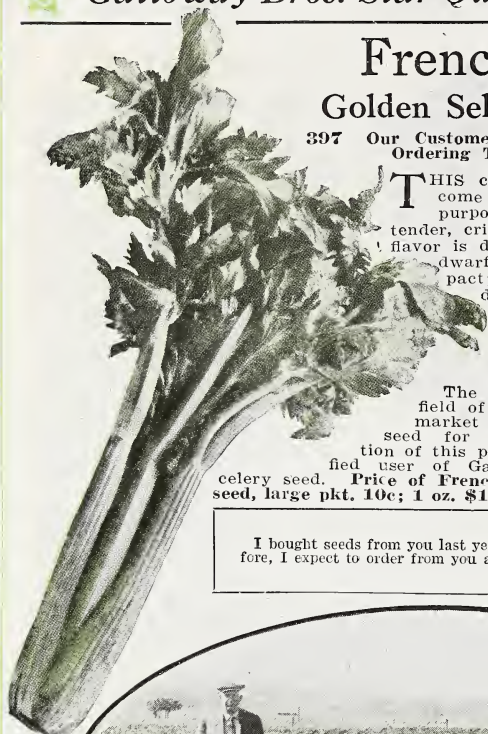 Galloway Bros. Star Qu
Frenc
Golden Sel
397 Our Custome
Ordering T
THIS c
come
purpo
tender, cri
flavor is d
dwarf
pact
d
The
field of
market
seed for
tion of this p
fied user of Ga
celery seed. Price of Frenc
seed, large pkt. 10c; 1 oz. $1
I bought seeds from you last ye
fore, I expect to order from you a